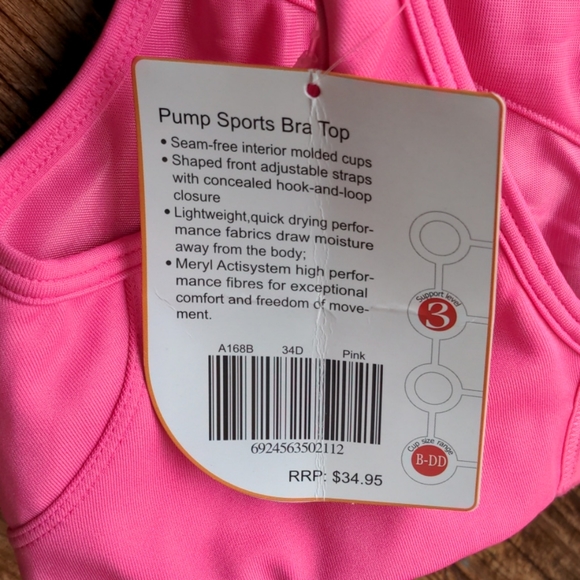 Pump Sports Bra Top
• Seam-free interior molded cups
• Shaped front adjustable straps
with concealed hook-and-loop
closure
• Lightweight,quick drying perfor-
mance fabrics draw moisture
away from the body;
• Meryl Actisystem high perfor-
mance fibres for exceptional
comfort and freedom of move-
ment.
Support level
3
A168B 34D Pink
6924563502112
Cup size range
B-DD
RRP: $34.95